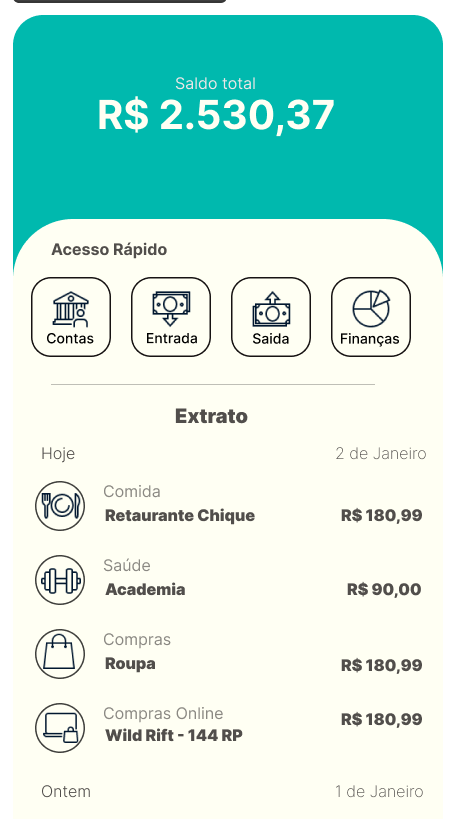 Saldo total
R$ 2.530,37
Acesso Rápido
Contas
Entrada
Saida
Finanças
Extrato
Hoje 2 de Janeiro
Comida
Retaurante Chique R$ 180,99
Saúde
Academia R$ 90,00
Compras
Roupa R$ 180,99
Compras Online R$ 180,99
Wild Rift - 144 RP
Ontem 1 de Janeiro